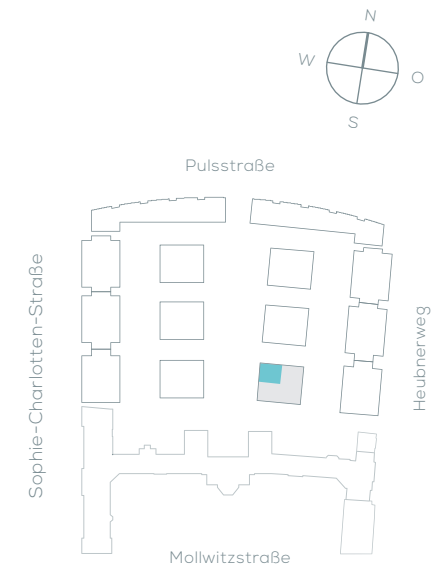 N
W
O
S
Pulsstraße
Sophie-Charlotten-Straße
Heubnerweg
Mollwitzstraße